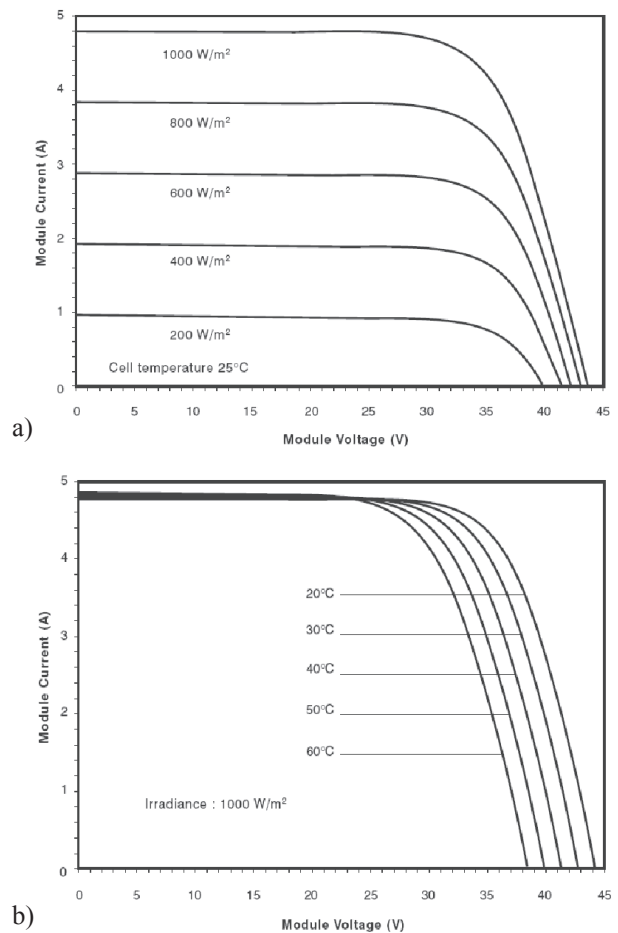 5
4
3
2
1
0
Module Current (A)
1000 W/m²
800 W/m²
600 W/m²
400 W/m²
200 W/m²
Cell temperature 25°C
0 5 10 15 20 25 30 35 40 45
Module Voltage (V)
a)
5
4
3
2
1
0
Module Current (A)
20°C
30°C
40°C
50°C
60°C
Irradiance : 1000 W/m²
0 5 10 15 20 25 30 35 40 45
Module Voltage (V)
b)